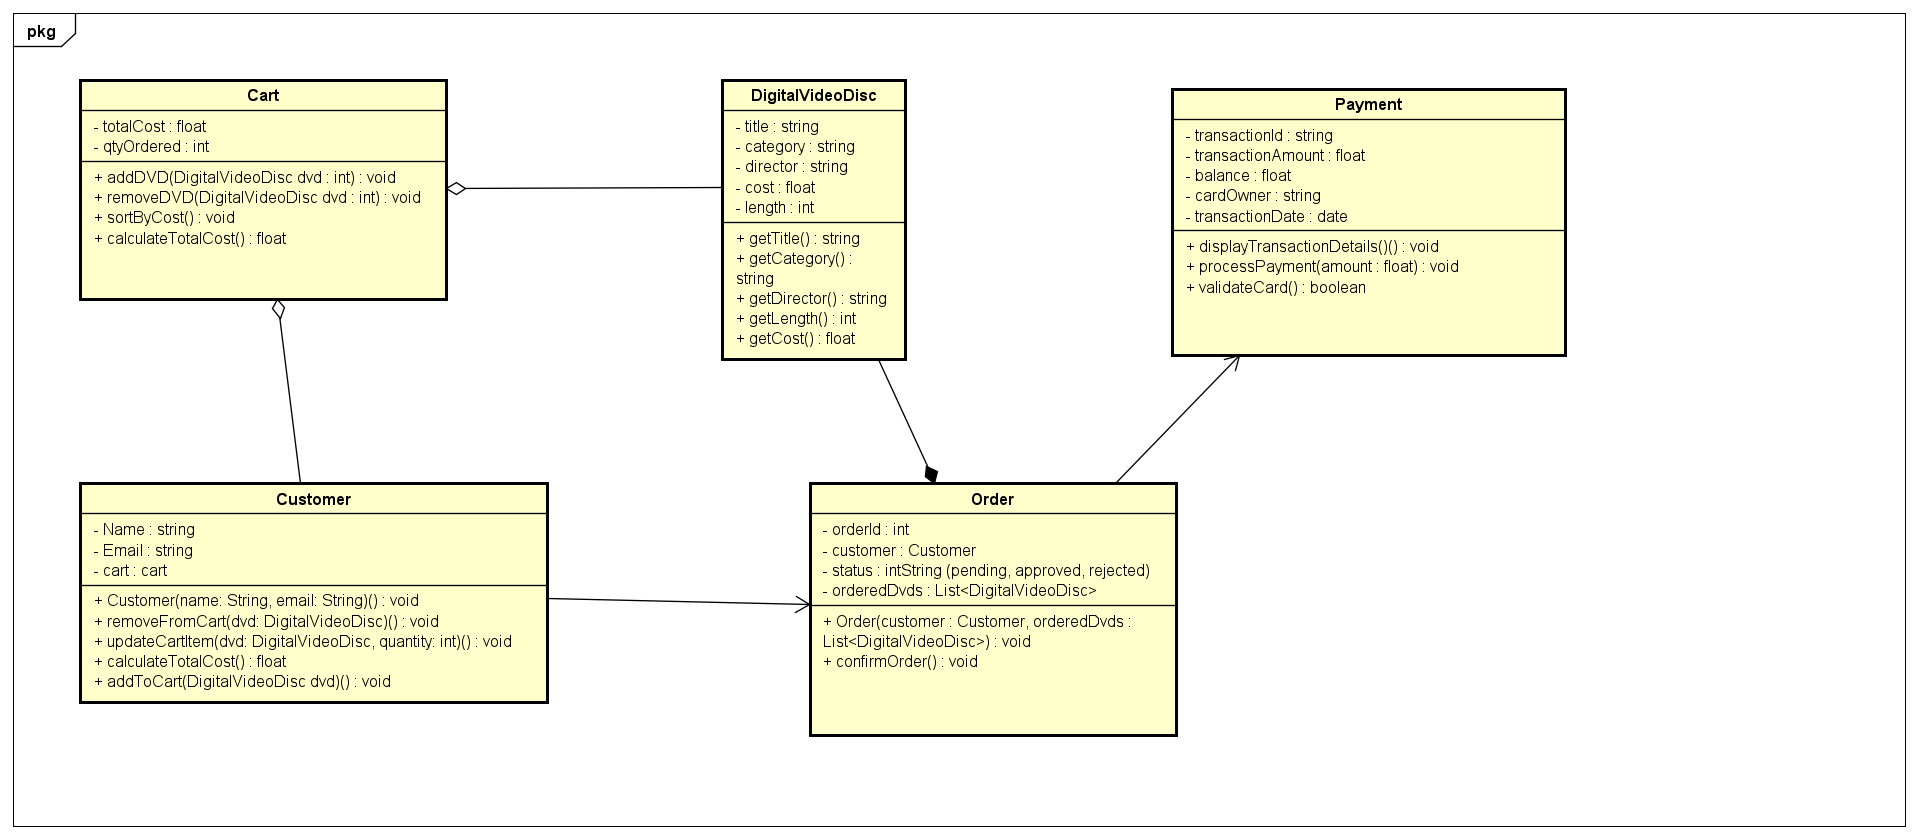 pkg
Cart
- totalCost : float
- qtyOrdered : int
+ addDVD(DigitalVideoDisc dvd : int) : void
+ removeDVD(DigitalVideoDisc dvd : int) : void
+ sortByCost() : void
+ calculateTotalCost() : float
DigitalVideoDisc
- title : string
- category : string
- director : string
- cost : float
- length : int
+ getTitle() : string
+ getCategory() :
string
+ getDirector() : string
+ getLength() : int
+ getCost() : float
Payment
- transactionId : string
- transactionAmount : float
- balance : float
- cardOwner : string
- transactionDate : date
+ displayTransactionDetails()() : void
+ processPayment(amount : float) : void
+ validateCard() : boolean
Customer
- Name : string
- Email : string
- cart : cart
+ Customer(name: String, email: String)() : void
+ removeFromCart(dvd: DigitalVideoDisc)() : void
+ updateCartItem(dvd: DigitalVideoDisc, quantity: int)() : void
+ calculateTotalCost() : float
+ addToCart(DigitalVideoDisc dvd)() : void
Order
- orderId : int
- customer : Customer
- status : intString (pending, approved, rejected)
- orderedDvds : List<DigitalVideoDisc>
+ Order(customer : Customer, orderedDvds :
List<DigitalVideoDisc>) : void
+ confirmOrder() : void